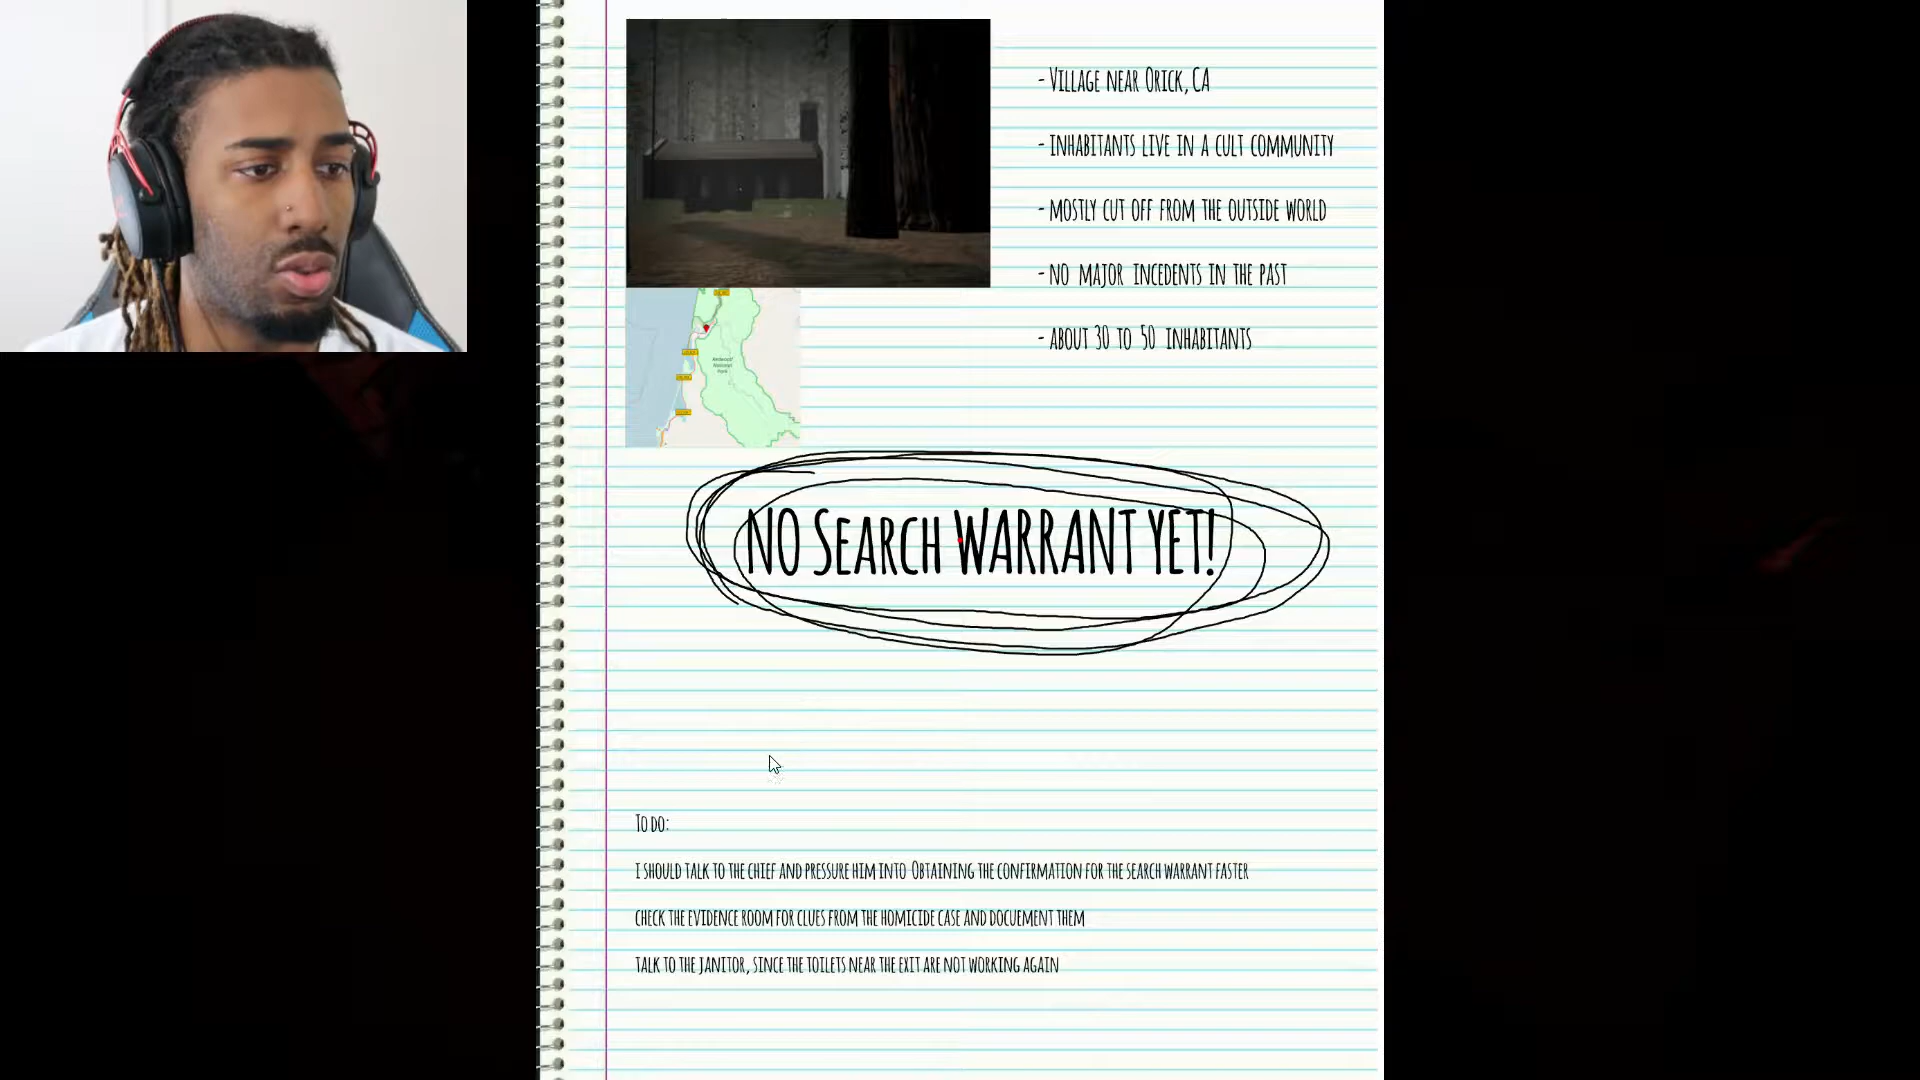 - Village near Orick, CA
- inhabitants live in a cult community
- mostly cut off from the outside world
- no major incedents in the past
- about 30 to 50 inhabitants
Redwood
National
Park
NO Search WARRANT YET!
To do:
I should talk to the chief and pressure him into Obtaining the confirmation for the search warrant faster
check the evidence room for clues from the homicide case and docuement them
talk to the janitor, since the toilets near the exit are not working again